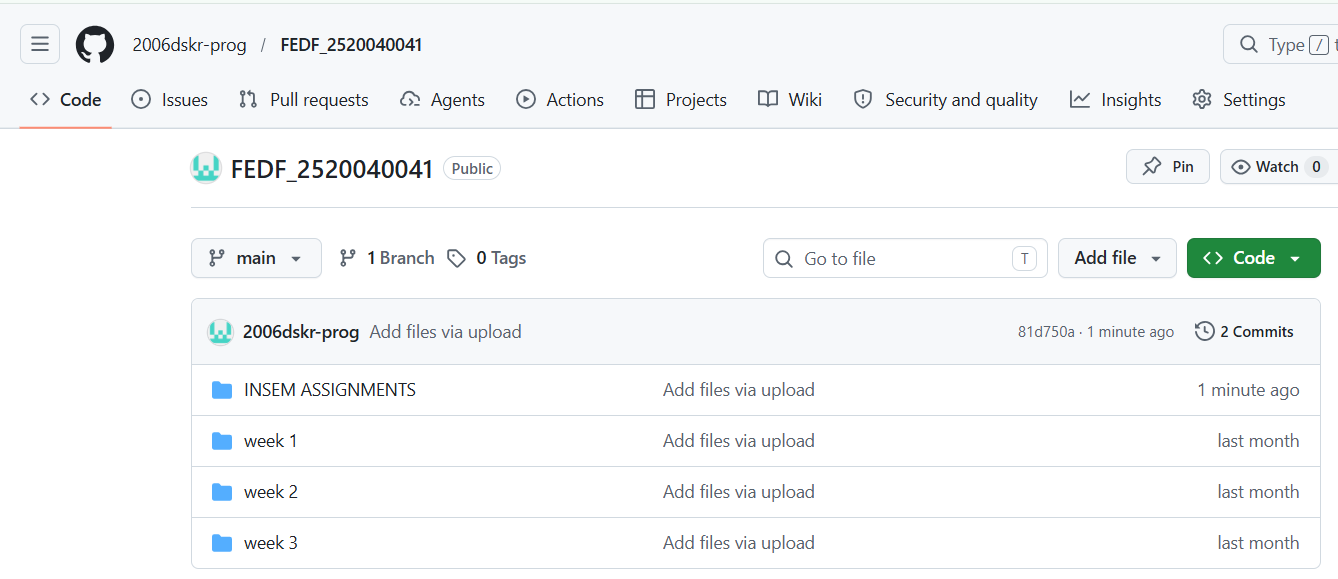 2006dskr-prog / FEDF_2520040041 Type / t
Code Issues Pull requests Agents Actions Projects Wiki Security and quality Insights Settings
FEDF_2520040041 Public Pin Watch 0
main 1 Branch 0 Tags Go to file T Add file Code
2006dskr-prog Add files via upload 81d750a · 1 minute ago 2 Commits
INSEM ASSIGNMENTS Add files via upload 1 minute ago
week 1 Add files via upload last month
week 2 Add files via upload last month
week 3 Add files via upload last month